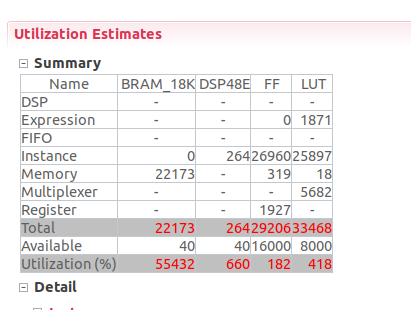 Utilization Estimates
Summary
Name BRAM_18K DSP48E FF LUT
DSP - - - -
Expression - - 0 1871
FIFO - - - -
Instance 0 264 26960 25897
Memory 22173 - 319 18
Multiplexer - - - 5682
Register - - 1927 -
Total 22173 264 29206 33468
Available 40 40 16000 8000
Utilization (%) 55432 660 182 418
Detail